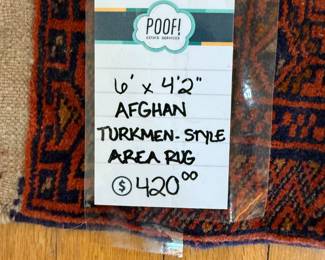 POOF!
ESTATE SERVICES
6' x 4'2"
AFGHAN
TURKMEN-STYLE
AREA RUG
$ 420.00